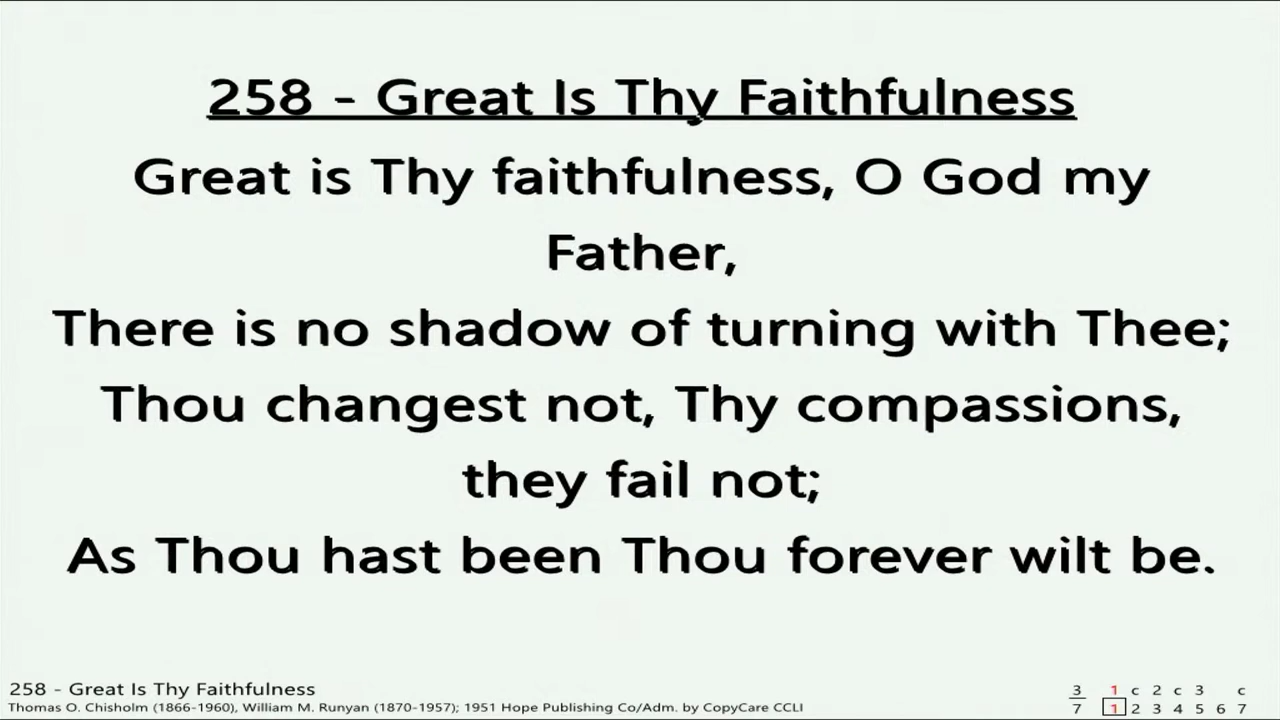 258 - Great Is Thy Faithfulness
Great is Thy faithfulness, O God my
Father,
There is no shadow of turning with Thee;
Thou changest not, Thy compassions,
they fail not;
As Thou hast been Thou forever wilt be.
258 - Great Is Thy Faithfulness
Thomas O. Chisholm (1866-1960), William M. Runyan (1870-1957); 1951 Hope Publishing Co/Adm. by CopyCare CCLI
3 1 c 2 c 3 c
7 1 2 3 4 5 6 7